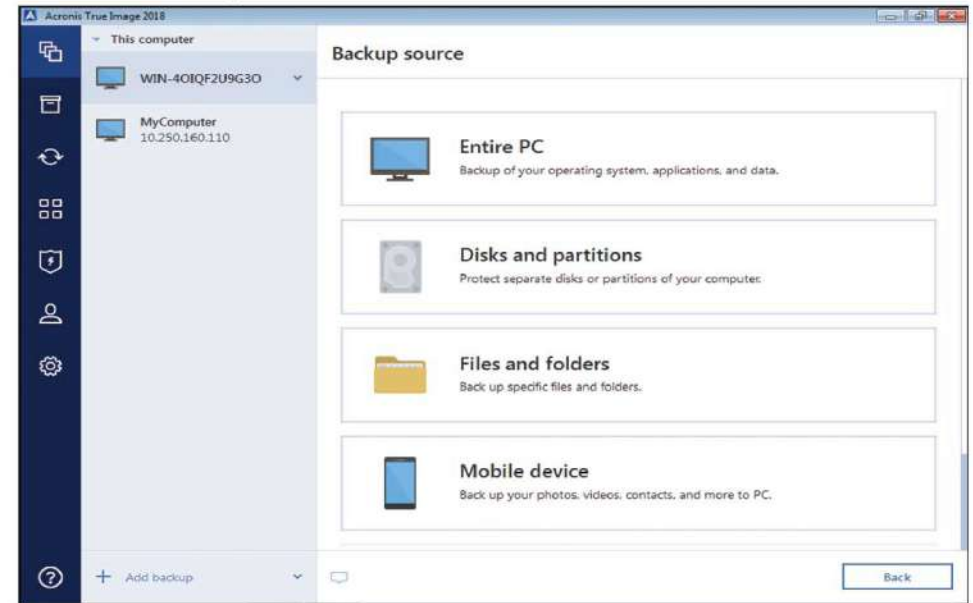 Acronis True Image 2018
This computer
WIN-4OIQF2U9G3O
MyComputer
10.250.160.110
Add backup
Backup source
Entire PC
Backup of your operating system, applications, and data.
Disks and partitions
Protect separate disks or partitions of your computer.
Files and folders
Back up specific files and folders.
Mobile device
Back up your photos, videos, contacts, and more to PC.
Back